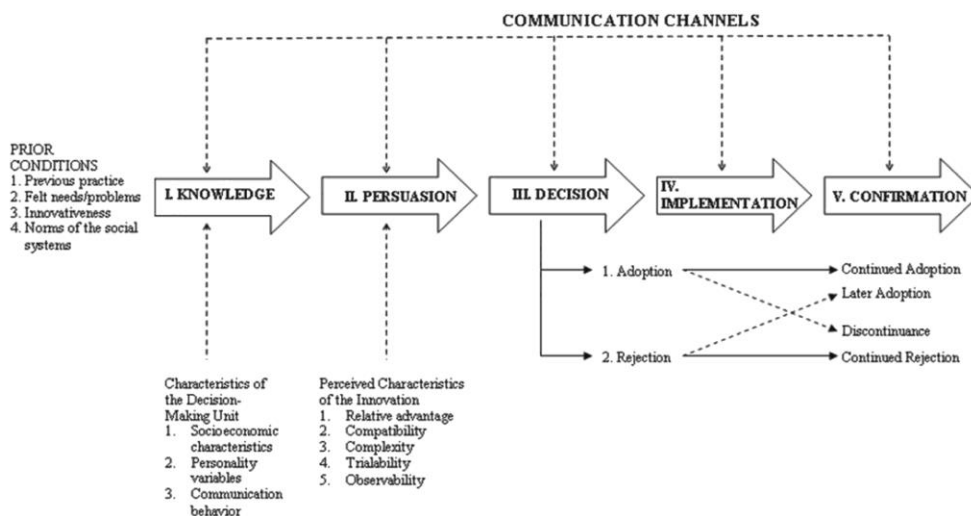 COMMUNICATION CHANNELS
PRIOR
CONDITIONS
1. Previous practice
2. Felt needs/problems
3. Innovativeness
4. Norms of the social
systems
I. KNOWLEDGE
II. PERSUASION
III. DECISION
IV.
IMPLEMENTATION
V. CONFIRMATION
1. Adoption
2. Rejection
Continued Adoption
Later Adoption
Discontinuance
Continued Rejection
Characteristics of
the Decision-
Making Unit
1. Socioeconomic
characteristics
2. Personality
variables
3. Communication
behavior
Perceived Characteristics
of the Innovation
1. Relative advantage
2. Compatibility
3. Complexity
4. Trialability
5. Observability